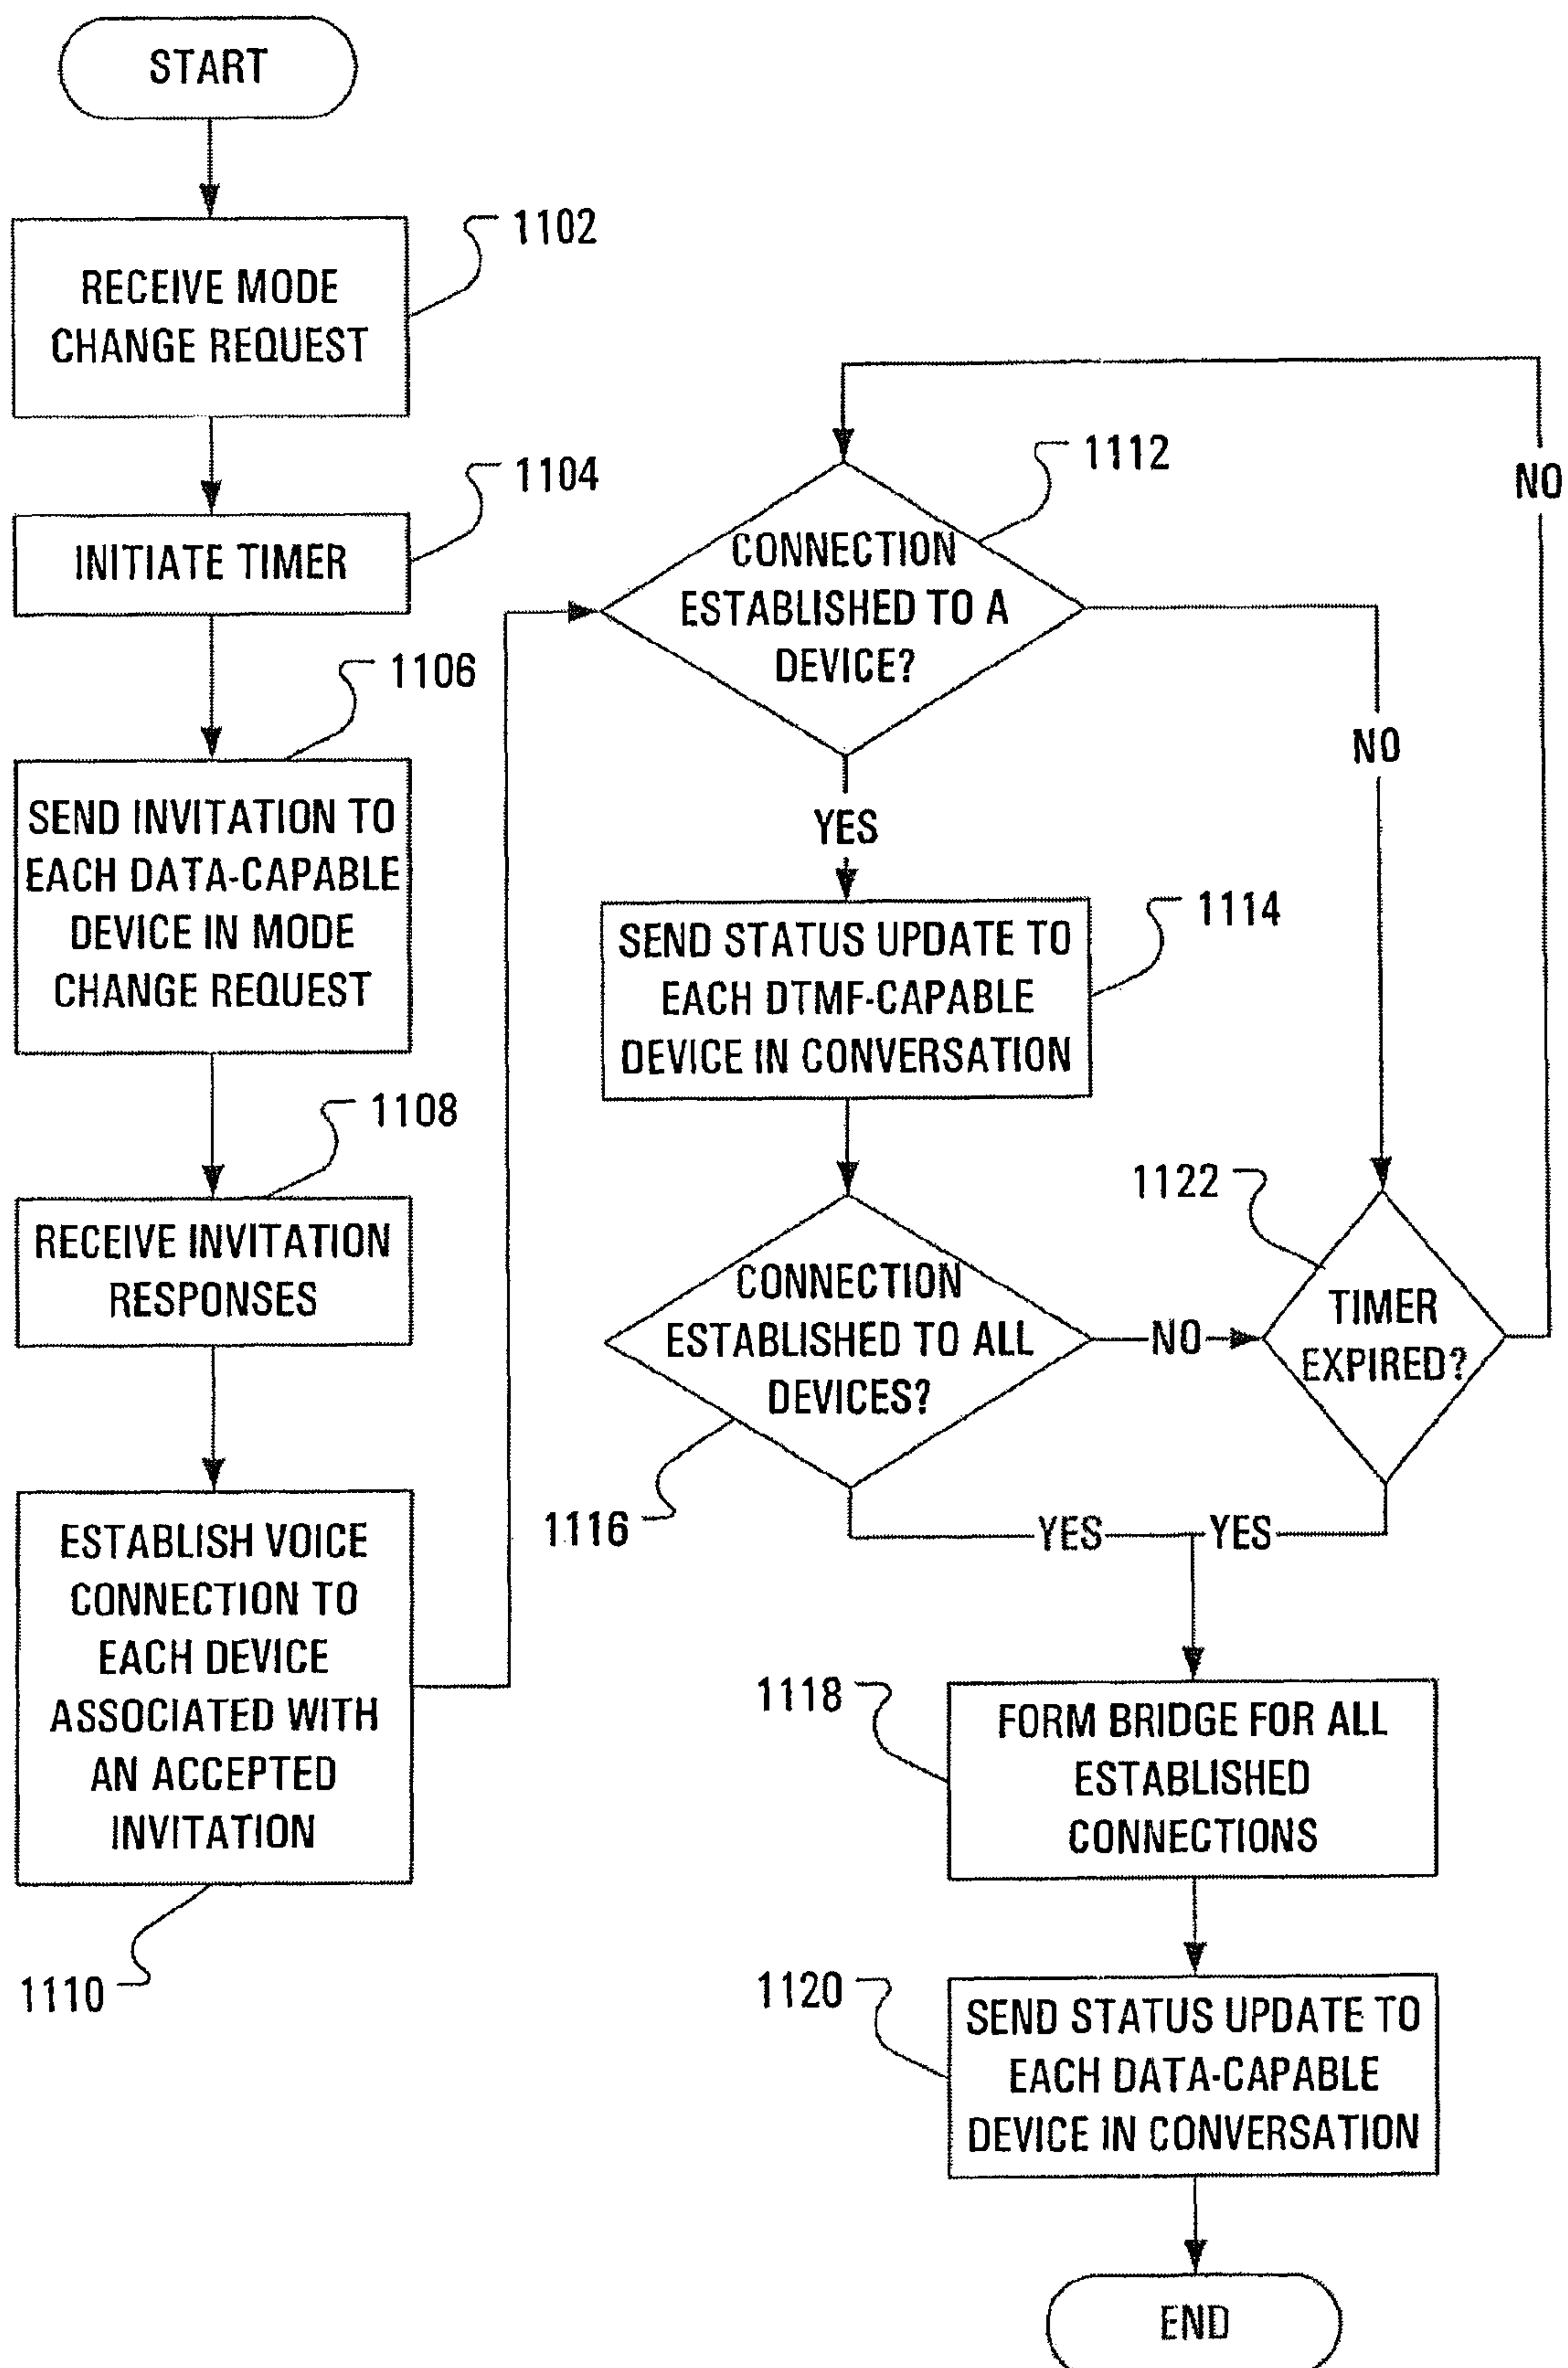 START
1102
RECEIVE MODE
CHANGE REQUEST
1104
INITIATE TIMER
1106
SEND INVITATION TO
EACH DATA-CAPABLE
DEVICE IN MODE
CHANGE REQUEST
1108
RECEIVE INVITATION
RESPONSES
ESTABLISH VOICE
CONNECTION TO
EACH DEVICE
ASSOCIATED WITH
AN ACCEPTED
INVITATION
1110
1112
CONNECTION
ESTABLISHED TO A
DEVICE?
NO
NO
YES
1114
SEND STATUS UPDATE TO
EACH DTMF-CAPABLE
DEVICE IN CONVERSATION
1122
CONNECTION
ESTABLISHED TO ALL
DEVICES?
NO
TIMER
EXPIRED?
1116
YES
YES
1118
FORM BRIDGE FOR ALL
ESTABLISHED
CONNECTIONS
1120
SEND STATUS UPDATE TO
EACH DATA-CAPABLE
DEVICE IN CONVERSATION
END